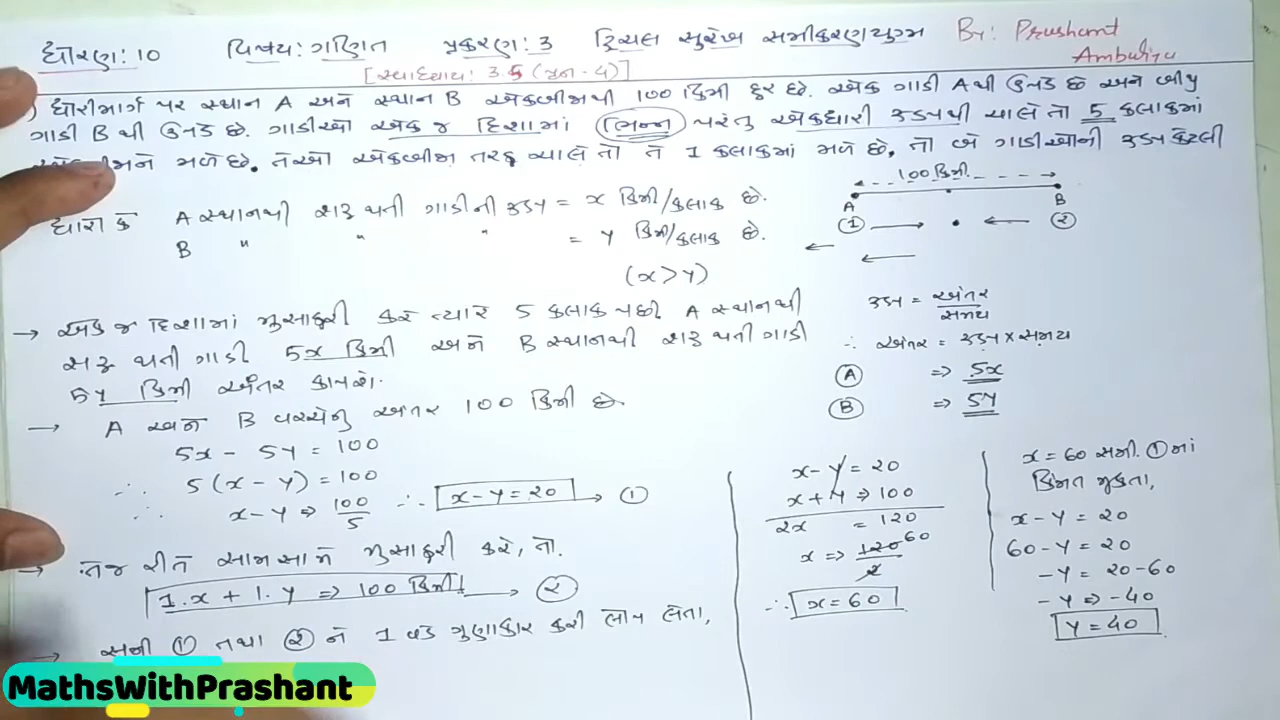 ધોરણ: 10 વિષય: ગણિત પ્રકરણ: 3 દ્વિચલ સુરેખ સમીકરણયુગ્મ By: Prashant Ambuliya
[સ્વાધ્યાય: 3.5 (પ્રશ્ન - 4)]
) ધોરીમાર્ગ પર સ્થાન A અને સ્થાન B એકબીજાથી 100 કિમી દૂર છે. એક ગાડી A થી ઉપડે છે અને બીજી
ગાડી B થી ઉપડે છે. ગાડીઓ એક જ દિશામાં ભિન્ન પરંતુ એકધારી ઝડપથી ચાલે તો 5 કલાકમાં
મળે છે. તેઓ એકબીજા તરફ ચાલે તો તે 1 કલાકમાં મળે છે, તો બે ગાડીઓની ઝડપ કેટલી
ધારો કે A સ્થાનથી શરૂ થતી ગાડીની ઝડપ = x કિમી/કલાક છે.
B " " " = y કિમી/કલાક છે.
(x > y)
100 કિમી.
A B
① ②
→ એક જ દિશામાં મુસાફરી કરે ત્યારે 5 કલાક પછી A સ્થાનથી
સરૂ થતી ગાડી 5x કિમી અને B સ્થાનથી શરૂ થતી ગાડી
5y કિમી અંતર કાપશે.
→ A અને B વચ્ચેનુ અંતર 100 કિમી છે.
5x - 5y = 100
∴ 5(x - y) = 100
∴ x - y ⇒ 100/5 ∴ x - y = 20 → ①
→ તેજ રીતે સામસામે મુસાફરી કરે, તો.
1.x + 1.y ⇒ 100 કિમી → ②
→ સમી ① તથા ② ને 1 વડે ગુણાકાર કરી લોપ લેતા,
ઝડપ = અંતર/સમય
∴ અંતર = ઝડપ x સમય
Ⓐ ⇒ 5x
Ⓑ ⇒ 5y
x - y = 20
x + y ⇒ 100
2x = 120
x ⇒ 120/2 60
∴ x = 60
x = 60 સમી. ① માં
કિંમત મૂકતા,
x - y = 20
60 - y = 20
- y = 20 - 60
- y ⇒ - 40
y = 40
MathsWithPrashant